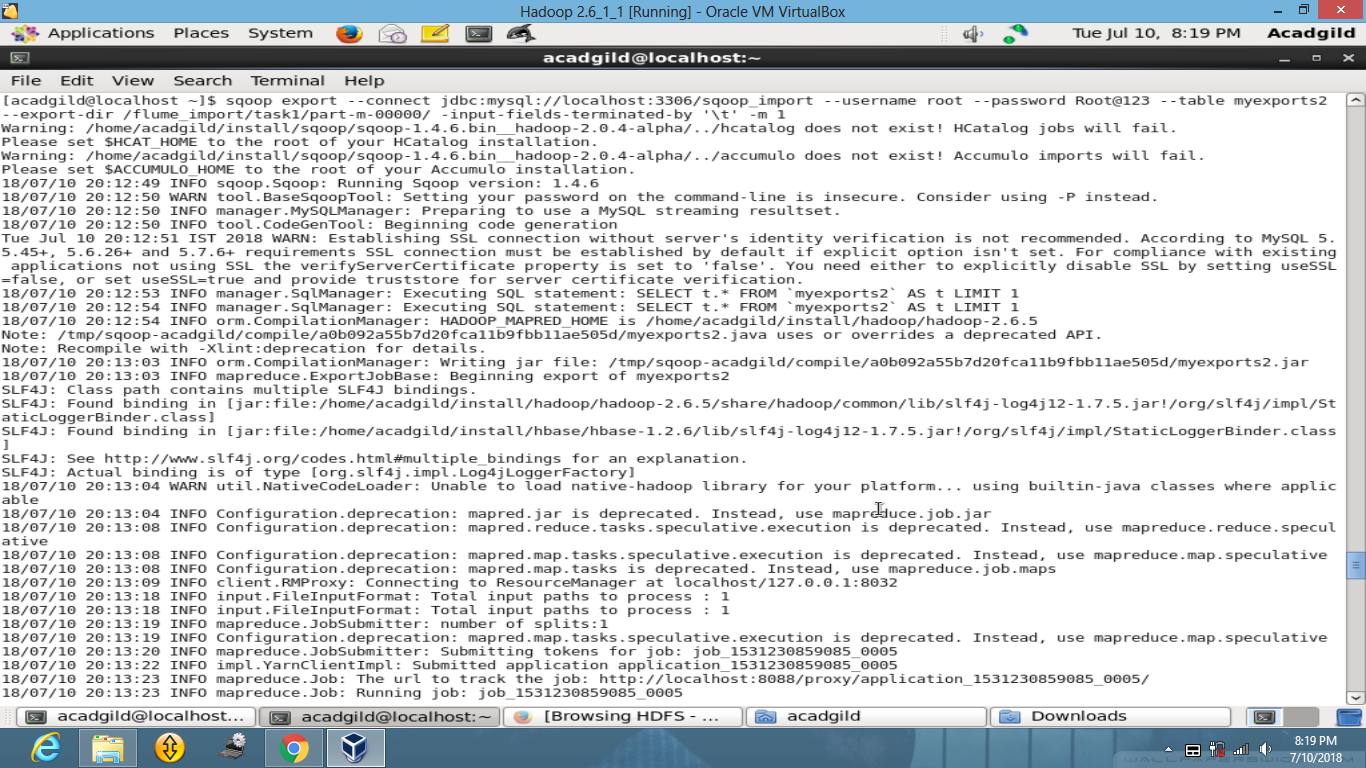 Hadoop 2.6_1_1 [Running] - Oracle VM VirtualBox
Applications Places System
Tue Jul 10, 8:19 PM Acadgild
acadgild@localhost:~
File Edit View Search Terminal Help
[acadgild@localhost ~]$ sqoop export --connect jdbc:mysql://localhost:3306/sqoop_import --username root --password Root@123 --table myexports2
--export-dir /flume_import/task1/part-m-00000/ -input-fields-terminated-by '\t' -m 1
Warning: /home/acadgild/install/sqoop/sqoop-1.4.6.bin__hadoop-2.0.4-alpha/../hcatalog does not exist! HCatalog jobs will fail.
Please set $HCAT_HOME to the root of your HCatalog installation.
Warning: /home/acadgild/install/sqoop/sqoop-1.4.6.bin__hadoop-2.0.4-alpha/../accumulo does not exist! Accumulo imports will fail.
Please set $ACCUMULO_HOME to the root of your Accumulo installation.
18/07/10 20:12:49 INFO sqoop.Sqoop: Running Sqoop version: 1.4.6
18/07/10 20:12:50 WARN tool.BaseSqoopTool: Setting your password on the command-line is insecure. Consider using -P instead.
18/07/10 20:12:50 INFO manager.MySQLManager: Preparing to use a MySQL streaming resultset.
18/07/10 20:12:50 INFO tool.CodeGenTool: Beginning code generation
Tue Jul 10 20:12:51 IST 2018 WARN: Establishing SSL connection without server's identity verification is not recommended. According to MySQL 5.
5.45+, 5.6.26+ and 5.7.6+ requirements SSL connection must be established by default if explicit option isn't set. For compliance with existing
applications not using SSL the verifyServerCertificate property is set to 'false'. You need either to explicitly disable SSL by setting useSSL
=false, or set useSSL=true and provide truststore for server certificate verification.
18/07/10 20:12:53 INFO manager.SqlManager: Executing SQL statement: SELECT t.* FROM `myexports2` AS t LIMIT 1
18/07/10 20:12:54 INFO manager.SqlManager: Executing SQL statement: SELECT t.* FROM `myexports2` AS t LIMIT 1
18/07/10 20:12:54 INFO orm.CompilationManager: HADOOP_MAPRED_HOME is /home/acadgild/install/hadoop/hadoop-2.6.5
Note: /tmp/sqoop-acadgild/compile/a0b092a55b7d20fca11b9fbb11ae505d/myexports2.java uses or overrides a deprecated API.
Note: Recompile with -Xlint:deprecation for details.
18/07/10 20:13:03 INFO orm.CompilationManager: Writing jar file: /tmp/sqoop-acadgild/compile/a0b092a55b7d20fca11b9fbb11ae505d/myexports2.jar
18/07/10 20:13:03 INFO mapreduce.ExportJobBase: Beginning export of myexports2
SLF4J: Class path contains multiple SLF4J bindings.
SLF4J: Found binding in [jar:file:/home/acadgild/install/hadoop/hadoop-2.6.5/share/hadoop/common/lib/slf4j-log4j12-1.7.5.jar!/org/slf4j/impl/St
aticLoggerBinder.class]
SLF4J: Found binding in [jar:file:/home/acadgild/install/hbase/hbase-1.2.6/lib/slf4j-log4j12-1.7.5.jar!/org/slf4j/impl/StaticLoggerBinder.class
]
SLF4J: See http://www.slf4j.org/codes.html#multiple_bindings for an explanation.
SLF4J: Actual binding is of type [org.slf4j.impl.Log4jLoggerFactory]
18/07/10 20:13:04 WARN util.NativeCodeLoader: Unable to load native-hadoop library for your platform... using builtin-java classes where applic
able
18/07/10 20:13:04 INFO Configuration.deprecation: mapred.jar is deprecated. Instead, use mapreduce.job.jar
18/07/10 20:13:08 INFO Configuration.deprecation: mapred.reduce.tasks.speculative.execution is deprecated. Instead, use mapreduce.reduce.specul
ative
18/07/10 20:13:08 INFO Configuration.deprecation: mapred.map.tasks.speculative.execution is deprecated. Instead, use mapreduce.map.speculative
18/07/10 20:13:08 INFO Configuration.deprecation: mapred.map.tasks is deprecated. Instead, use mapreduce.job.maps
18/07/10 20:13:09 INFO client.RMProxy: Connecting to ResourceManager at localhost/127.0.0.1:8032
18/07/10 20:13:18 INFO input.FileInputFormat: Total input paths to process : 1
18/07/10 20:13:18 INFO input.FileInputFormat: Total input paths to process : 1
18/07/10 20:13:19 INFO mapreduce.JobSubmitter: number of splits:1
18/07/10 20:13:19 INFO Configuration.deprecation: mapred.map.tasks.speculative.execution is deprecated. Instead, use mapreduce.map.speculative
18/07/10 20:13:20 INFO mapreduce.JobSubmitter: Submitting tokens for job: job_1531230859085_0005
18/07/10 20:13:22 INFO impl.YarnClientImpl: Submitted application application_1531230859085_0005
18/07/10 20:13:23 INFO mapreduce.Job: The url to track the job: http://localhost:8088/proxy/application_1531230859085_0005/
18/07/10 20:13:23 INFO mapreduce.Job: Running job: job_1531230859085_0005
acadgild@localhost... acadgild@localhost:~ [Browsing HDFS - ... acadgild Downloads
8:19 PM
7/10/2018